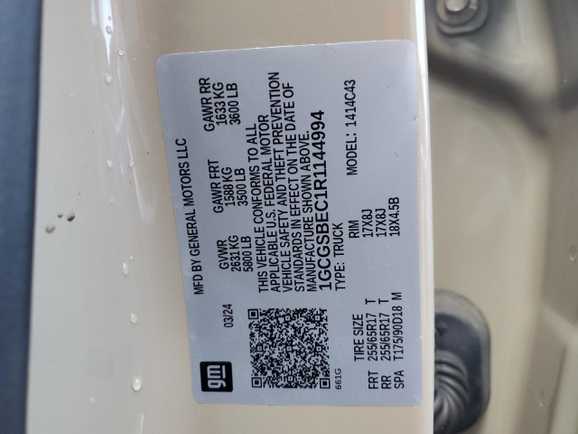 gm
MFD BY GENERAL MOTORS LLC
03/24
GVWR GAWR FRT GAWR RR
2631 KG 1588 KG 1633 KG
5800 LB 3500 LB 3600 LB
THIS VEHICLE CONFORMS TO ALL
APPLICABLE U.S. FEDERAL MOTOR
VEHICLE SAFETY AND THEFT PREVENTION
STANDARDS IN EFFECT ON THE DATE OF
MANUFACTURE SHOWN ABOVE.
1GCGSBEC1R1144994
661G
TYPE: TRUCK MODEL: 1414C43
TIRE SIZE RIM
FRT 255/65R17 T 17X8J
RR 255/65R17 T 17X8J
SPA T175/90D18 M 18X4.5B